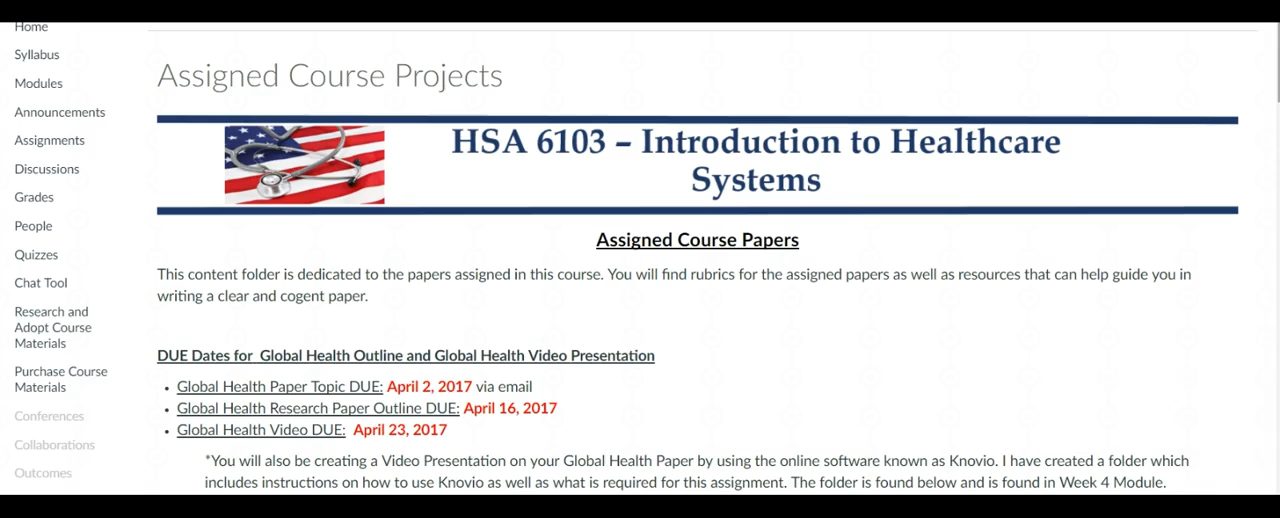 Home
Syllabus
Modules
Announcements
Assignments
Discussions
Grades
People
Quizzes
Chat Tool
Research and
Adopt Course
Materials
Purchase Course
Materials
Conferences
Collaborations
Outcomes
Assigned Course Projects
HSA 6103 – Introduction to Healthcare
Systems
Assigned Course Papers
This content folder is dedicated to the papers assigned in this course. You will find rubrics for the assigned papers as well as resources that can help guide you in
writing a clear and cogent paper.
DUE Dates for Global Health Outline and Global Health Video Presentation
• Global Health Paper Topic DUE: April 2, 2017 via email
• Global Health Research Paper Outline DUE: April 16, 2017
• Global Health Video DUE: April 23, 2017
*You will also be creating a Video Presentation on your Global Health Paper by using the online software known as Knovio. I have created a folder which
includes instructions on how to use Knovio as well as what is required for this assignment. The folder is found below and is found in Week 4 Module.